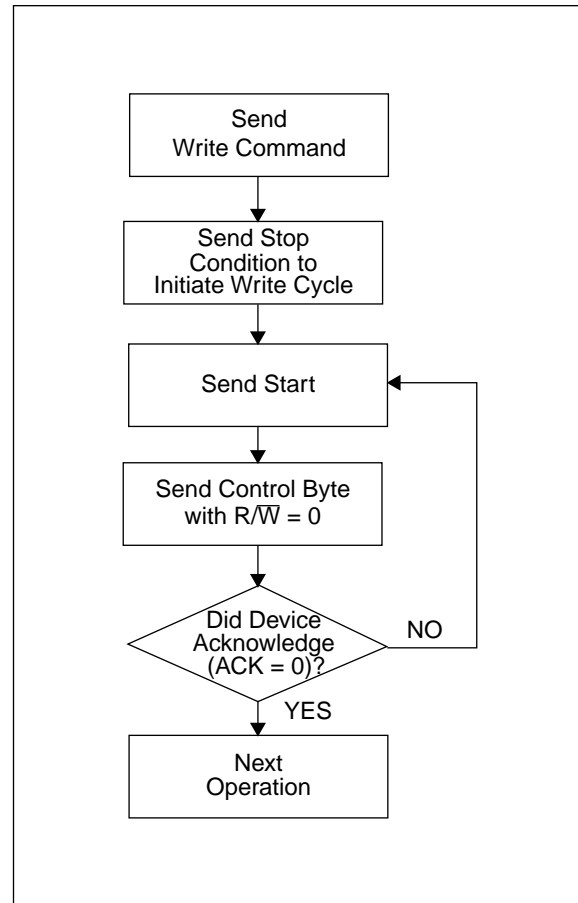 Send
Write Command
Send Stop
Condition to
Initiate Write Cycle
Send Start
Send Control Byte
with R/W̅ = 0
Did Device
Acknowledge
(ACK = 0)?
NO
YES
Next
Operation